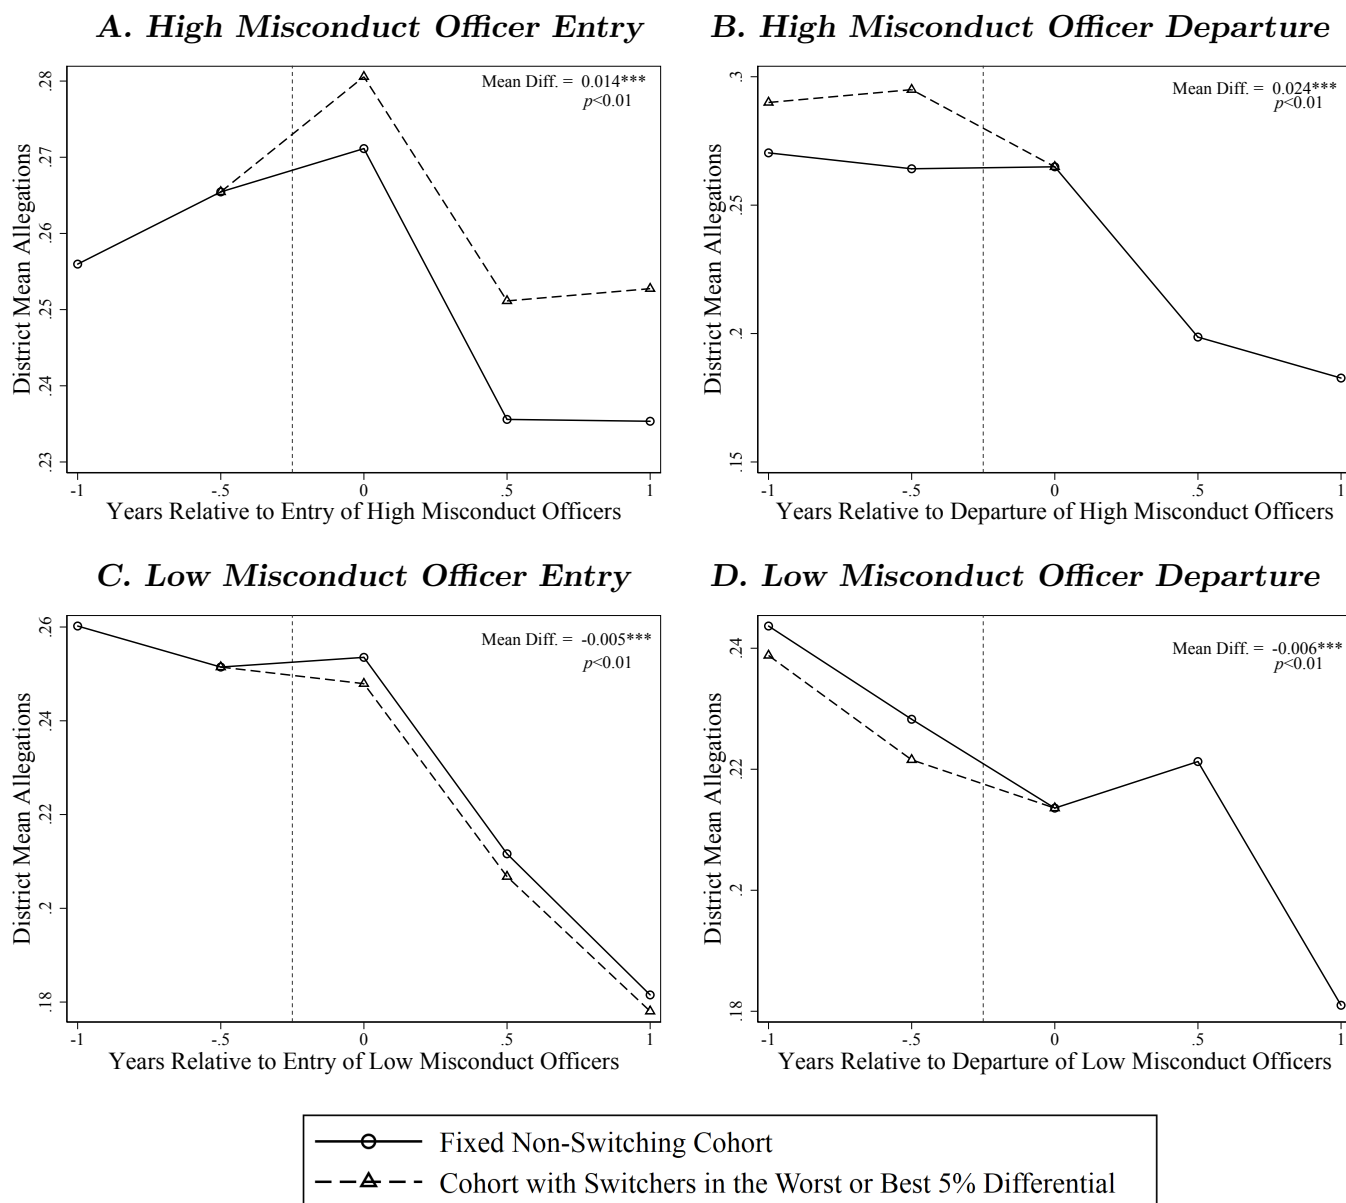 A. High Misconduct Officer Entry
Mean Diff. = 0.014***
p<0.01
District Mean Allegations
.28
.27
.26
.25
.24
.23
-1
-.5
0
.5
1
Years Relative to Entry of High Misconduct Officers
B. High Misconduct Officer Departure
Mean Diff. = 0.024***
p<0.01
District Mean Allegations
.3
.25
.2
.15
-1
-.5
0
.5
1
Years Relative to Departure of High Misconduct Officers
C. Low Misconduct Officer Entry
Mean Diff. = -0.005***
p<0.01
District Mean Allegations
.26
.24
.22
.2
.18
-1
-.5
0
.5
1
Years Relative to Entry of Low Misconduct Officers
D. Low Misconduct Officer Departure
Mean Diff. = -0.006***
p<0.01
District Mean Allegations
.24
.22
.2
.18
-1
-.5
0
.5
1
Years Relative to Departure of Low Misconduct Officers
Fixed Non-Switching Cohort
Cohort with Switchers in the Worst or Best 5% Differential